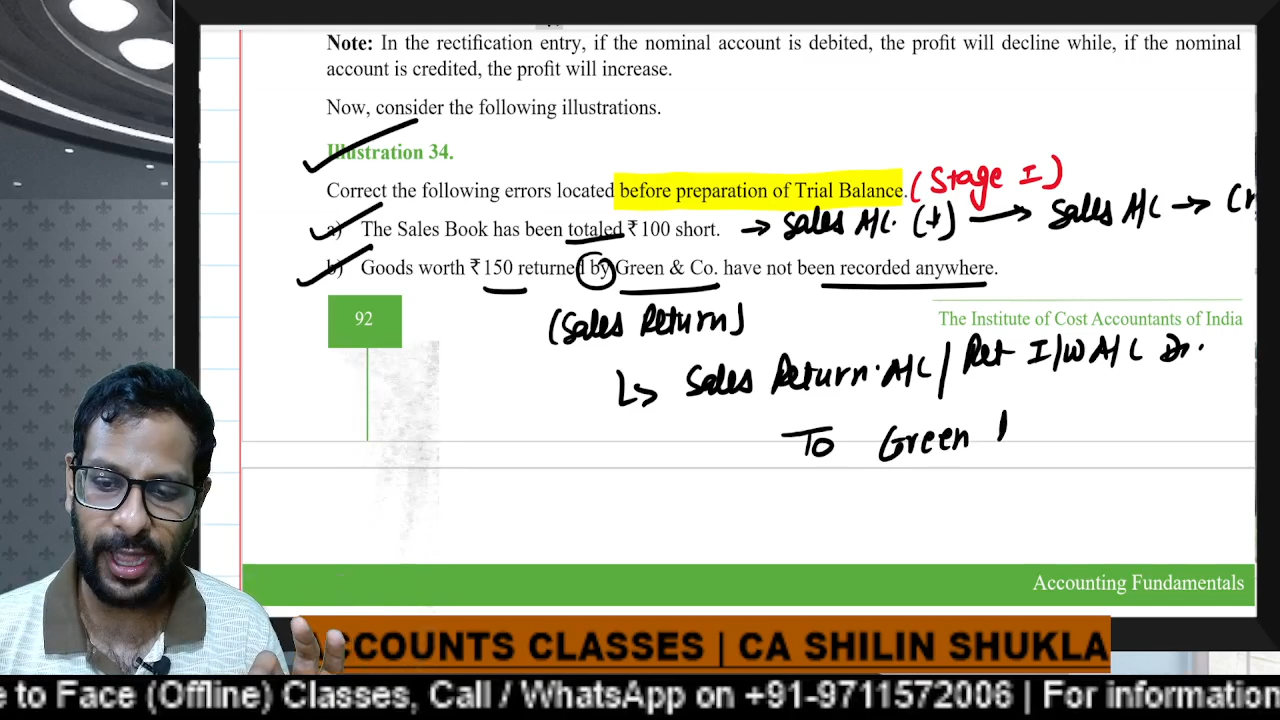 Note: In the rectification entry, if the nominal account is debited, the profit will decline while, if the nominal
account is credited, the profit will increase.
Now, consider the following illustrations.
Illustration 34.
Correct the following errors located before preparation of Trial Balance. (Stage I)
a) The Sales Book has been totaled ₹ 100 short. → Sales A/C. (+) → Sales A/C → Cr
b) Goods worth ₹ 150 returned by Green & Co. have not been recorded anywhere.
92
(Sales Return)
The Institute of Cost Accountants of India
↳ Sales Return A/C / Ret I/W A/C Dr.
To Green
Accounting Fundamentals
CCOUNTS CLASSES | CA SHILIN SHUKLA
e to Face (Offline) Classes, Call / WhatsApp on +91-9711572006 | For information